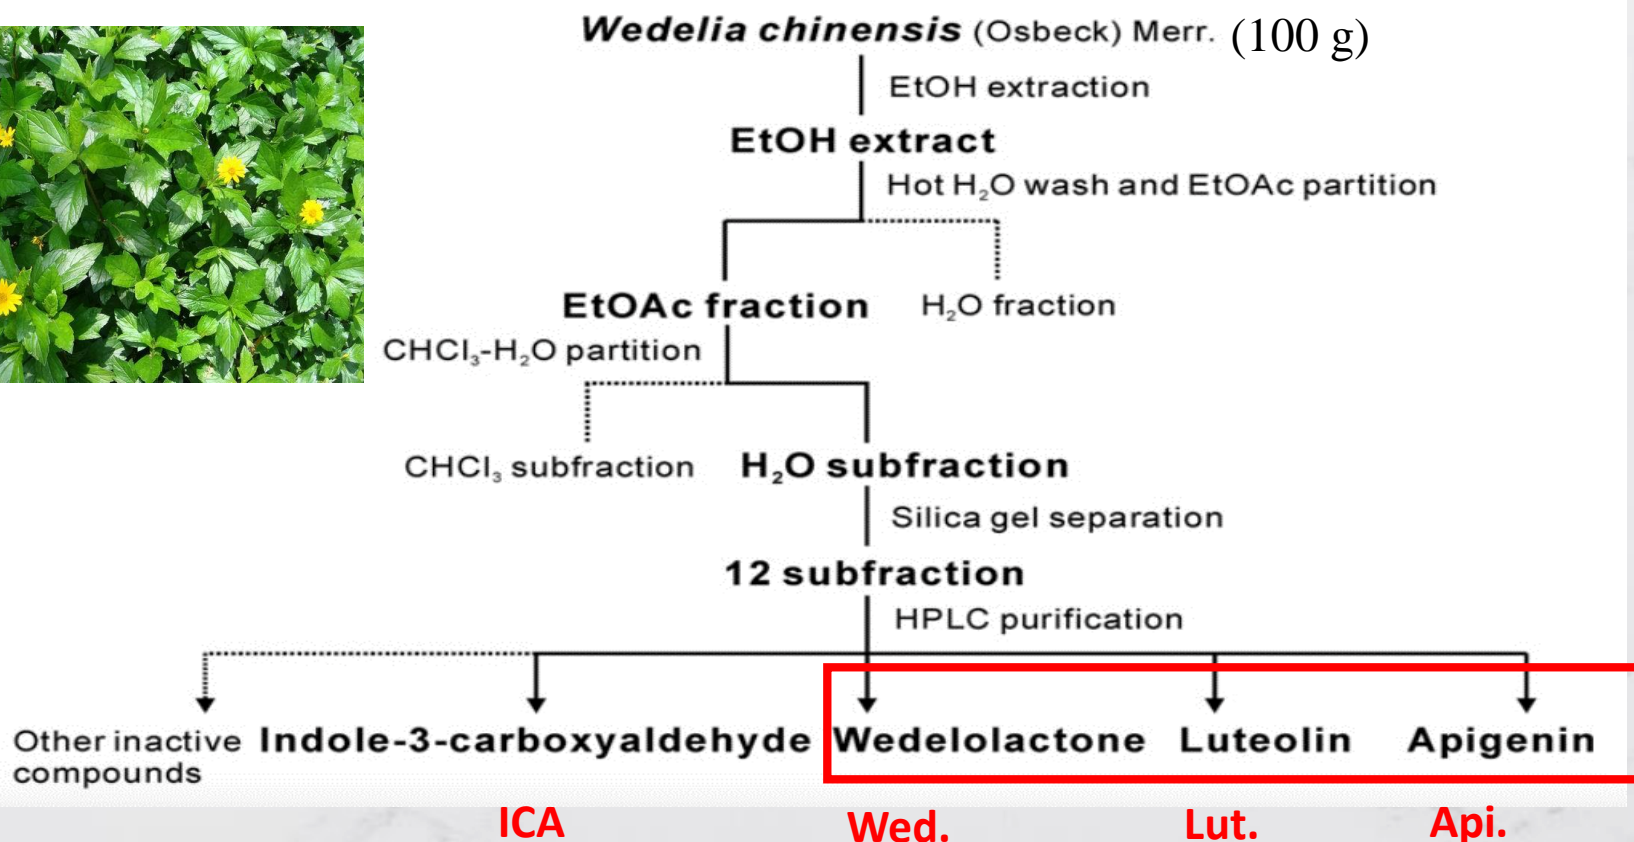 Wedelia chinensis (Osbeck) Merr. (100 g)
EtOH extraction
EtOH extract
Hot H₂O wash and EtOAc partition
EtOAc fraction H₂O fraction
CHCl₃-H₂O partition
CHCl₃ subfraction H₂O subfraction
Silica gel separation
12 subfraction
HPLC purification
Other inactive compounds
Indole-3-carboxyaldehyde Wedelolactone Luteolin Apigenin
ICA Wed. Lut. Api.